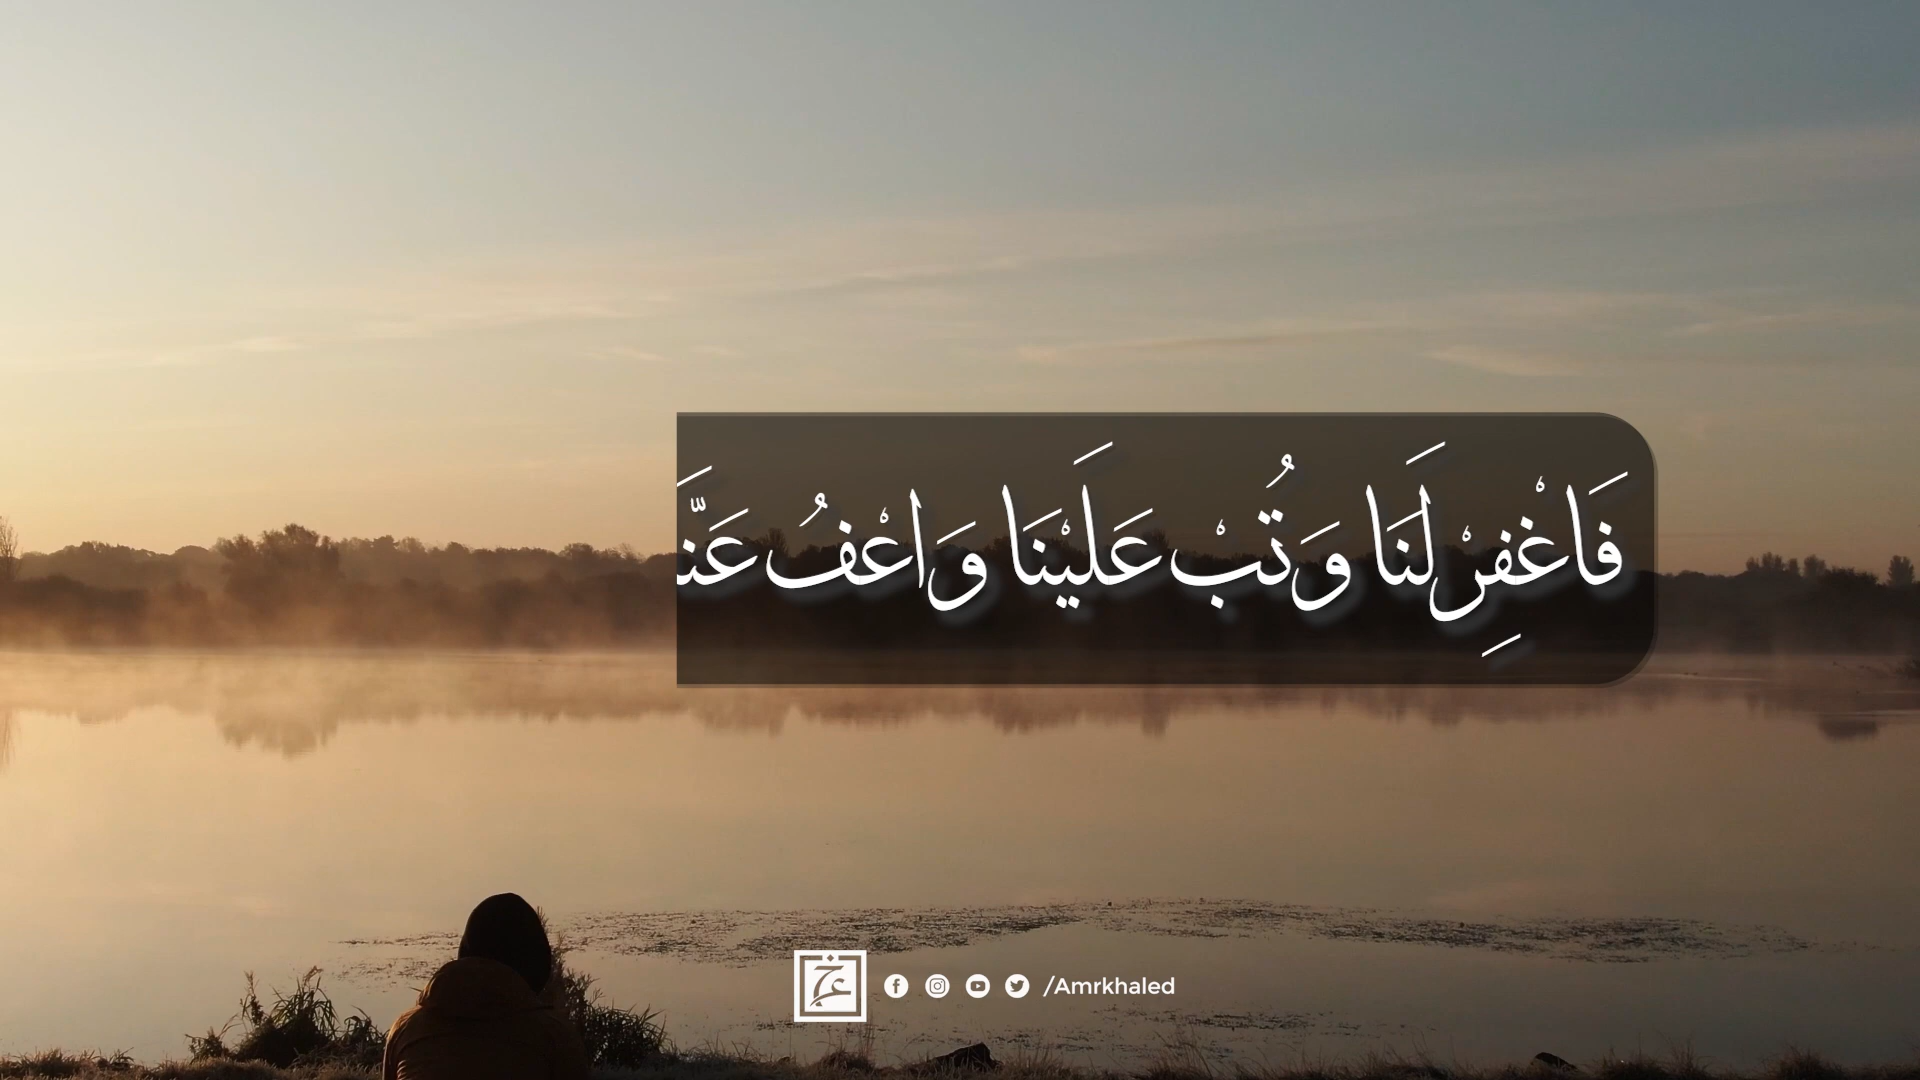 فَاغْفِرْ لَنَا وَتُبْ عَلَيْنَا وَاعْفُ
/Amrkhaled